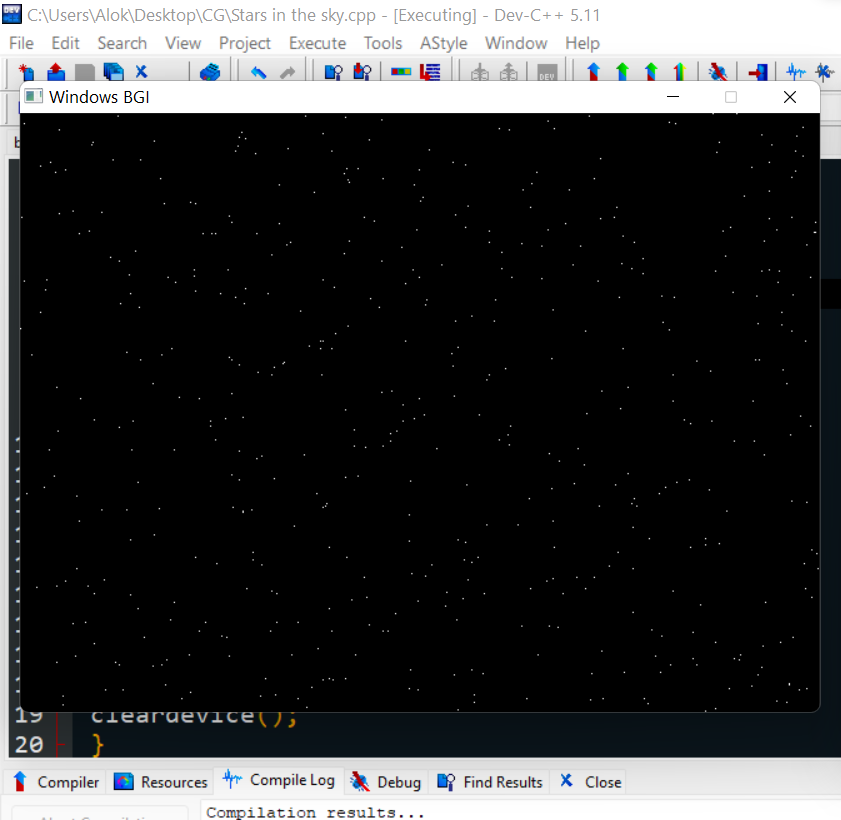 C:\Users\Alok\Desktop\CG\Stars in the sky.cpp - [Executing] - Dev-C++ 5.11
File Edit Search View Project Execute Tools AStyle Window Help
DEV
Windows BGI
19 cleardevice();
20 }
Compiler Resources Compile Log Debug Find Results Close
Compilation results...